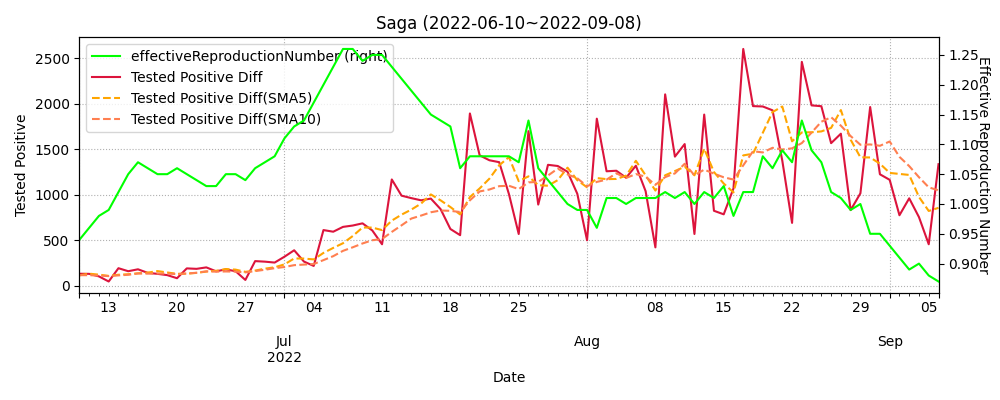 Saga (2022-06-10~2022-09-08)
effectiveReproductionNumber (right)
Tested Positive Diff
Tested Positive Diff(SMA5)
Tested Positive Diff(SMA10)
Tested Positive
2500
2000
1500
1000
500
0
Effective Reproduction Number
1.25
1.20
1.15
1.10
1.05
1.00
0.95
0.90
13 20 27 04 11 18 25 08 15 22 29 05
Jul Aug Sep
2022
Date